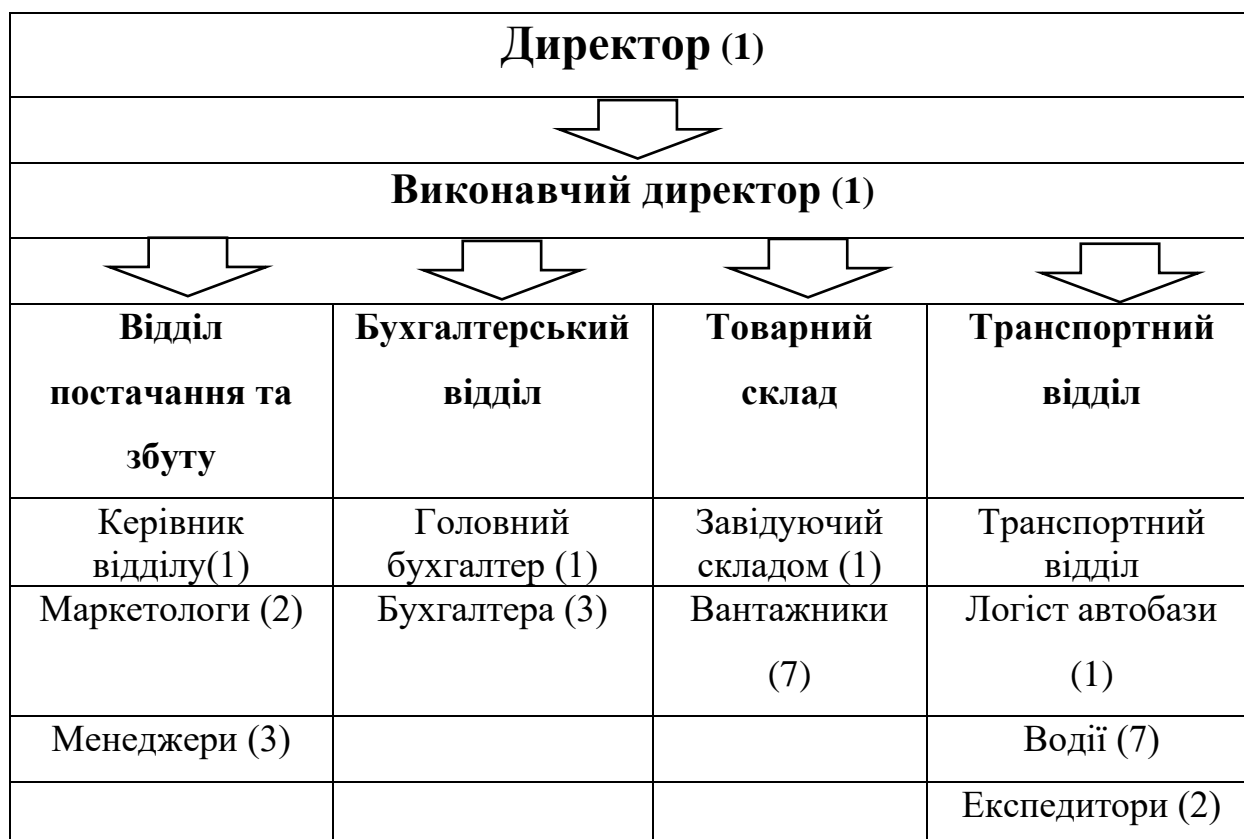 Директор (1)
Виконавчий директор (1)
Відділ
постачання та
збуту
Бухгалтерський
відділ
Товарний
склад
Транспортний
відділ
Керівник
відділу(1)
Головний
бухгалтер (1)
Завідуючий
складом (1)
Транспортний
відділ
Маркетологи (2)
Бухгалтера (3)
Вантажники
(7)
Логіст автобази
(1)
Менеджери (3)
Водії (7)
Експедитори (2)